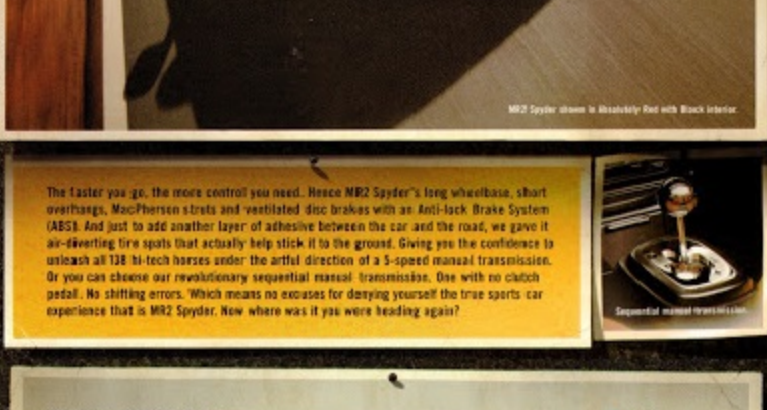 MR2 Spyder shown in Absolutely Red with Black interior.
The faster you go, the more control you need. Hence MR2 Spyder's long wheelbase, short
overhangs, MacPherson struts and ventilated disc brakes with an Anti-lock Brake System
(ABS). And just to add another layer of adhesive between the car and the road, we gave it
air-diverting tire spats that actually help stick it to the ground. Giving you the confidence to
unleash all 138 hi-tech horses under the artful direction of a 5-speed manual transmission.
Or you can choose our revolutionary sequential manual transmission. One with no clutch
pedal. No shifting errors. Which means no excuses for denying yourself the true sports car
experience that is MR2 Spyder. Now where was it you were heading again?
Sequential manual transmission.